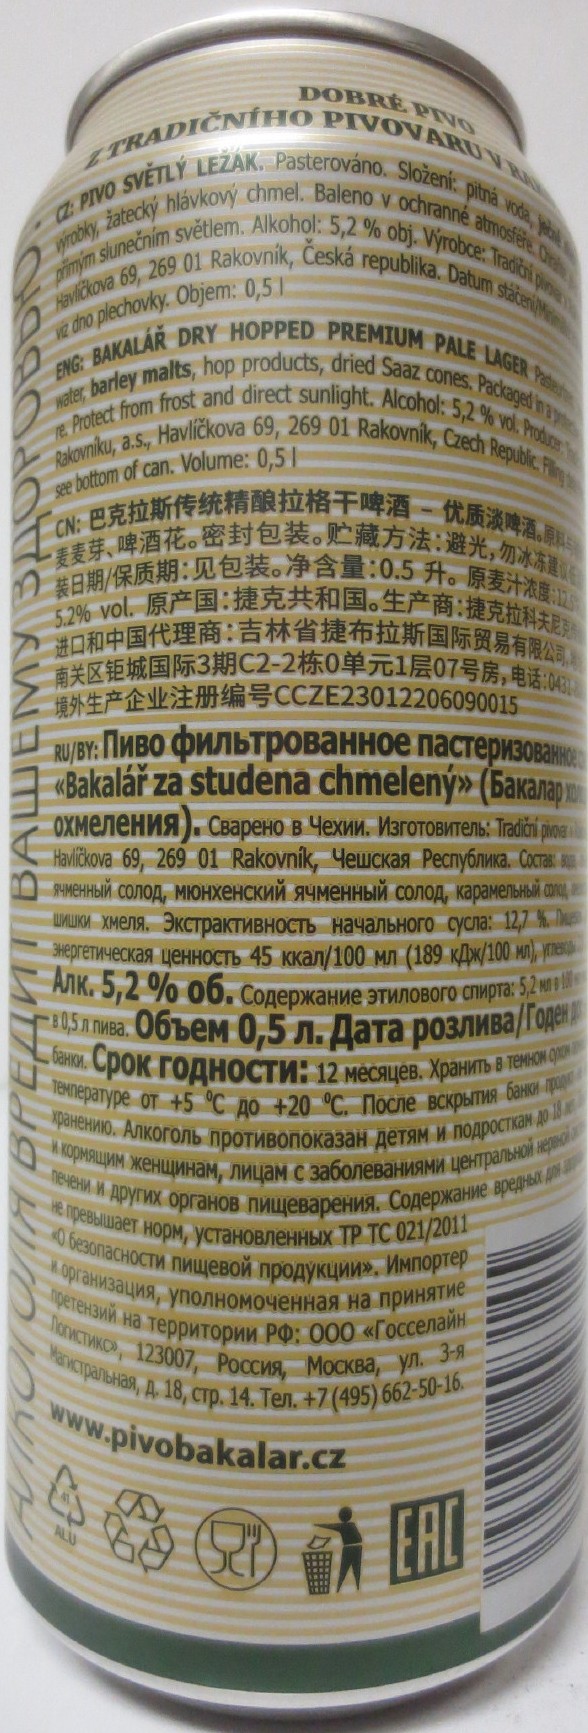 DOBRÉ PIVO
Z TRADIČNÍHO PIVOVARU V
CZ: PIVO SVĚTLÝ LEŽÁK. Pasterováno. Složení: pitná voda,
výrobky, žatecký hlávkový chmel. Baleno v ochranné atmosféře.
přímým slunečním světlem. Alkohol: 5,2 % obj. Výrobce: Tradiční pivovar
Havlíčkova 69, 269 01 Rakovník, Česká republika. Datum stáčení/
viz dno plechovky. Objem: 0,5 l
ENG: BAKALÁŘ DRY HOPPED PREMIUM PALE LAGER
water, barley malts, hop products, dried Saaz cones. Packaged in a
re. Protect from frost and direct sunlight. Alcohol: 5,2 % vol. Producer:
Rakovníku, a.s., Havlíčkova 69, 269 01 Rakovník, Czech Republic. Filling
see bottom of can. Volume: 0,5 l
CN: 巴克拉斯传统精酿拉格干啤酒 – 优质淡啤酒。原料:
麦麦芽、啤酒花。密封包装。贮藏方法:避光,勿冰冻
装日期/保质期:见包装。净含量:0.5 升。原麦汁浓度:12.
5.2% vol. 原产国:捷克共和国。生产商:捷克拉科夫尼克
进口和中国代理商:吉林省捷布拉斯国际贸易有限公司,
南关区钜城国际3期C2-2栋0单元1层07号房,电话:0431-
境外生产企业注册编号CCZE23012206090015
RU/BY: Пиво фильтрованное пастеризованное
«Bakalář za studena chmelený» (Бакалар
охмеления). Сварено в Чехии. Изготовитель: Tradiční pivovar
Havlíčkova 69, 269 01 Rakovník, Чешская Республика. Состав: вода,
ячменный солод, мюнхенский ячменный солод, карамельный солод,
шишки хмеля. Экстрактивность начального сусла: 12,7 %.
энергетическая ценность 45 ккал/100 мл (189 кДж/100 мл), углеводы
Алк. 5,2 % об. Содержание этилового спирта: 5,2 мл в 100
в 0,5 л пива. Объем 0,5 л. Дата розлива/Годен до
банки. Срок годности: 12 месяцев. Хранить в темном сухом
температуре от +5 °C до +20 °C. После вскрытия банки продукт
хранению. Алкоголь противопоказан детям и подросткам до 18
и кормящим женщинам, лицам с заболеваниями центральной нервной
печени и других органов пищеварения. Содержание вредных для
не превышает норм, установленных ТР ТС 021/2011
«О безопасности пищевой продукции». Импортер
и организация, уполномоченная на принятие
претензий на территории РФ: ООО «Госселайн
Логистикс», 123007, Россия, Москва, ул. 3-я
Магистральная, д. 18, стр. 14. Тел. +7 (495) 662-50-16.
www.pivobakalar.cz
41
ALU
EAC
АЛКОГОЛЯ ВРЕДИТ ВАШЕМУ ЗДОРОВЬЮ.